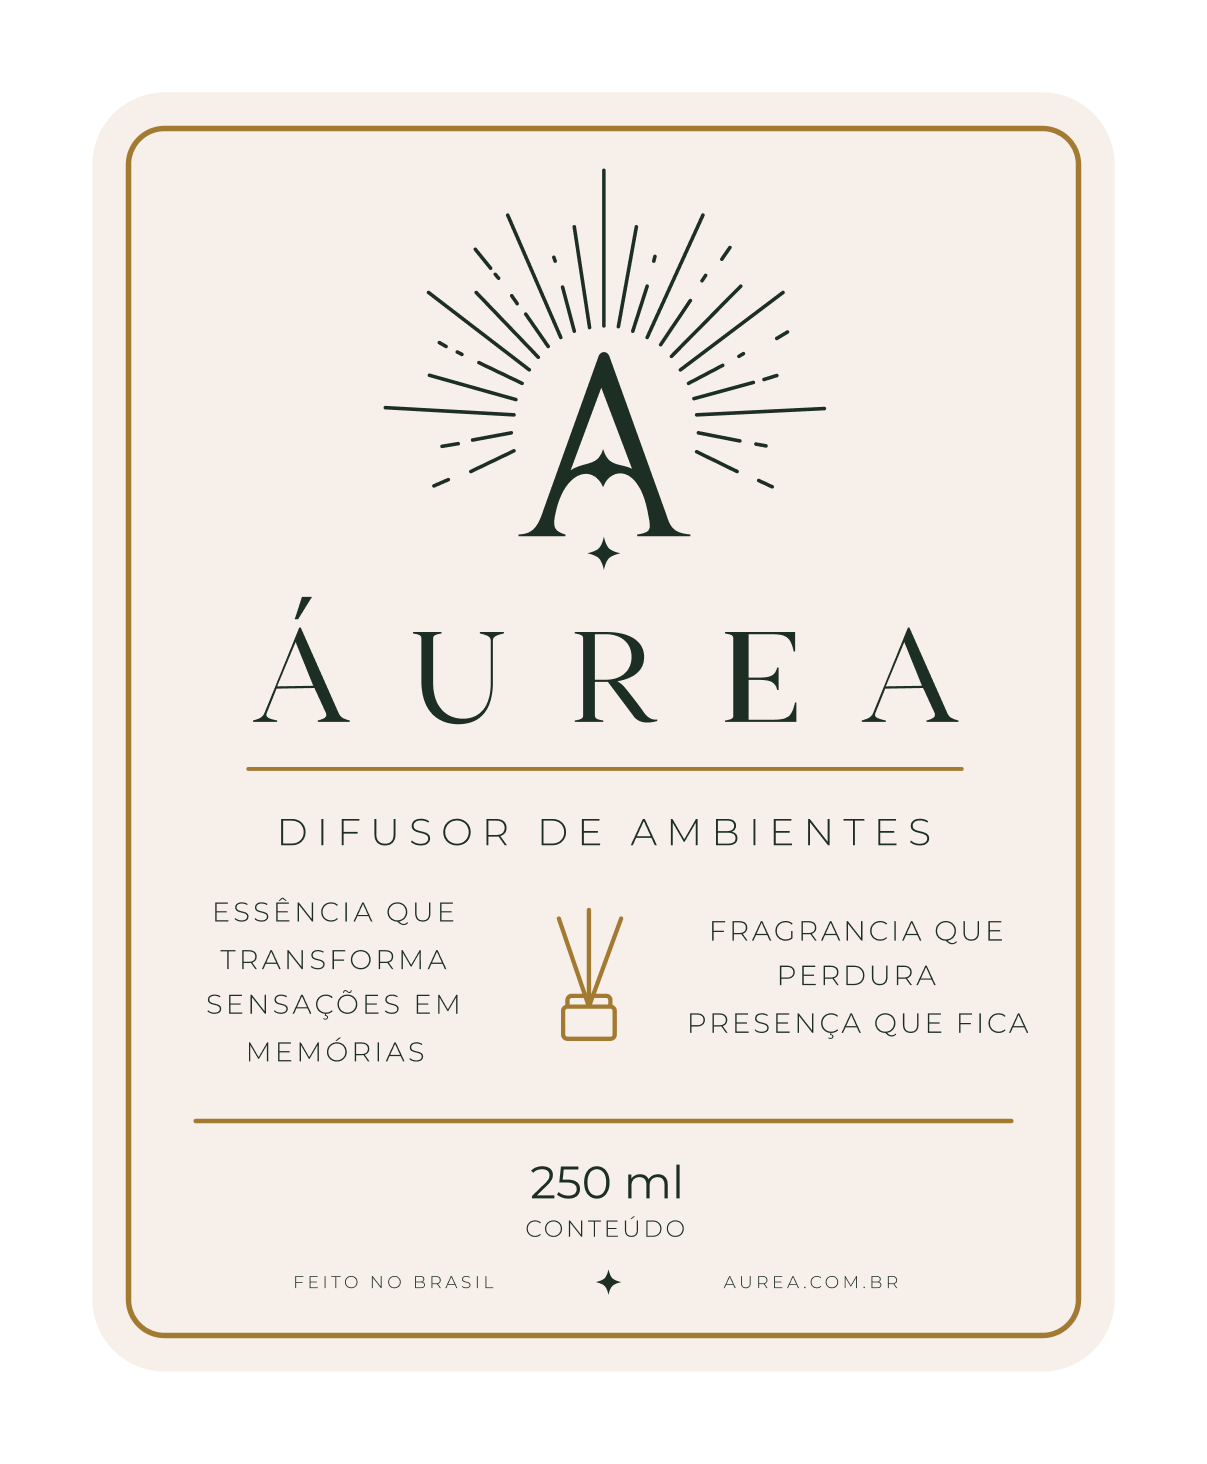 A
ÁUREA
DIFUSOR DE AMBIENTES
ESSÊNCIA QUE
TRANSFORMA
SENSAÇÕES EM
MEMÓRIAS
FRAGRANCIA QUE
PERDURA
PRESENÇA QUE FICA
250 ml
CONTEÚDO
FEITO NO BRASIL
AUREA.COM.BR